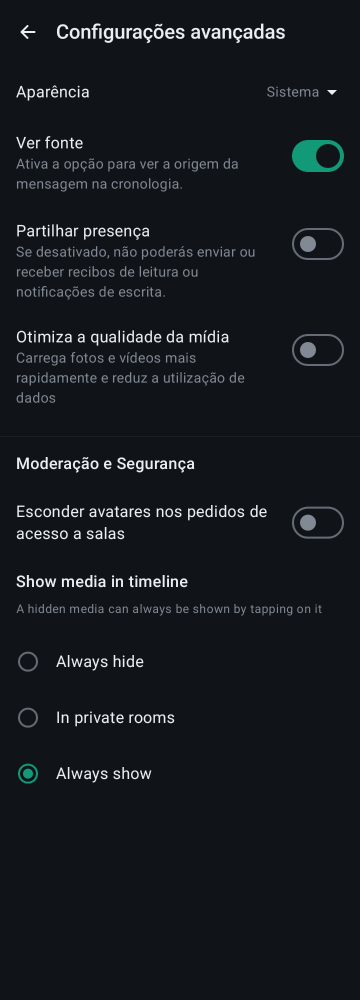 Configurações avançadas
Aparência
Sistema
Ver fonte
Ativa a opção para ver a origem da
mensagem na cronologia.
Partilhar presença
Se desativado, não poderás enviar ou
receber recibos de leitura ou
notificações de escrita.
Otimiza a qualidade da mídia
Carrega fotos e vídeos mais
rapidamente e reduz a utilização de
dados
Moderação e Segurança
Esconder avatares nos pedidos de
acesso a salas
Show media in timeline
A hidden media can always be shown by tapping on it
Always hide
In private rooms
Always show